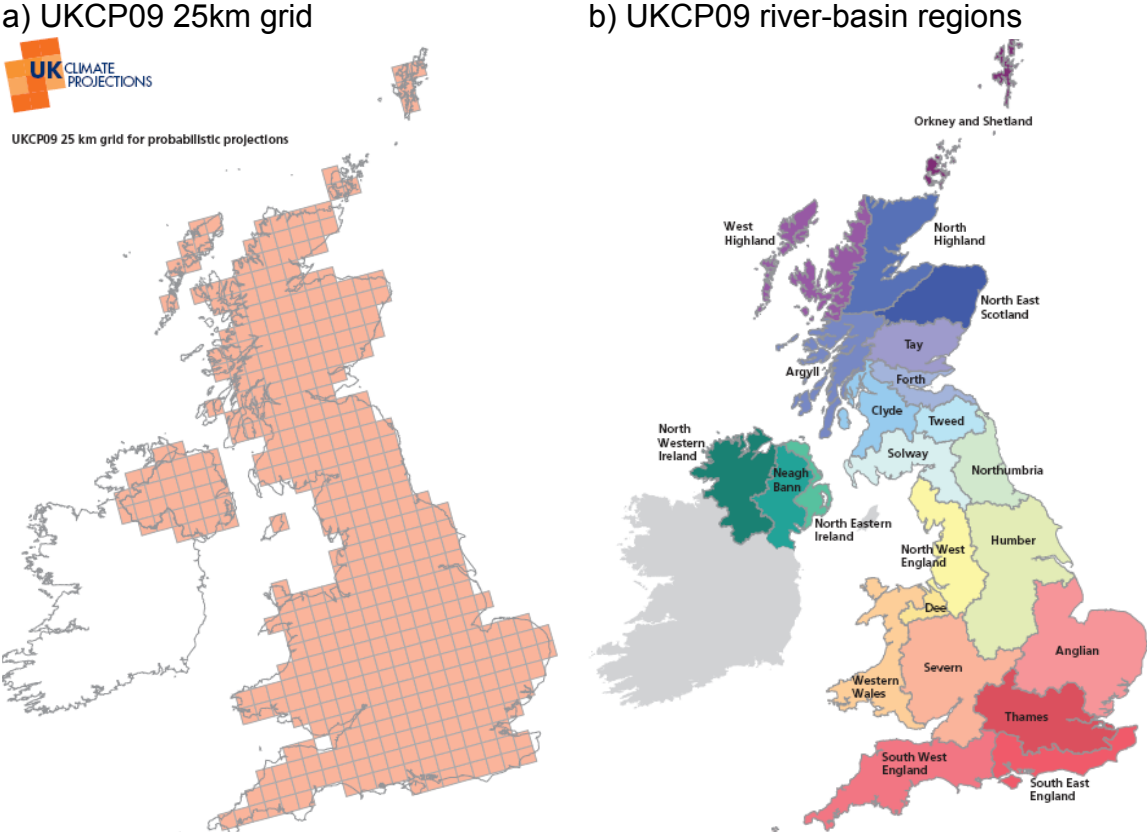 a) UKCP09 25km grid
b) UKCP09 river-basin regions
UK CLIMATE
PROJECTIONS
UKCP09 25 km grid for probabilistic projections
Orkney and Shetland
West
Highland
North
Highland
North East
Scotland
Tay
Argyll
Forth
Clyde
Tweed
North
Western
Ireland
Solway
Northumbria
Neagh
Bann
North Eastern
Ireland
Humber
North West
England
Dee
Anglian
Severn
Western
Wales
Thames
South West
England
South East
England